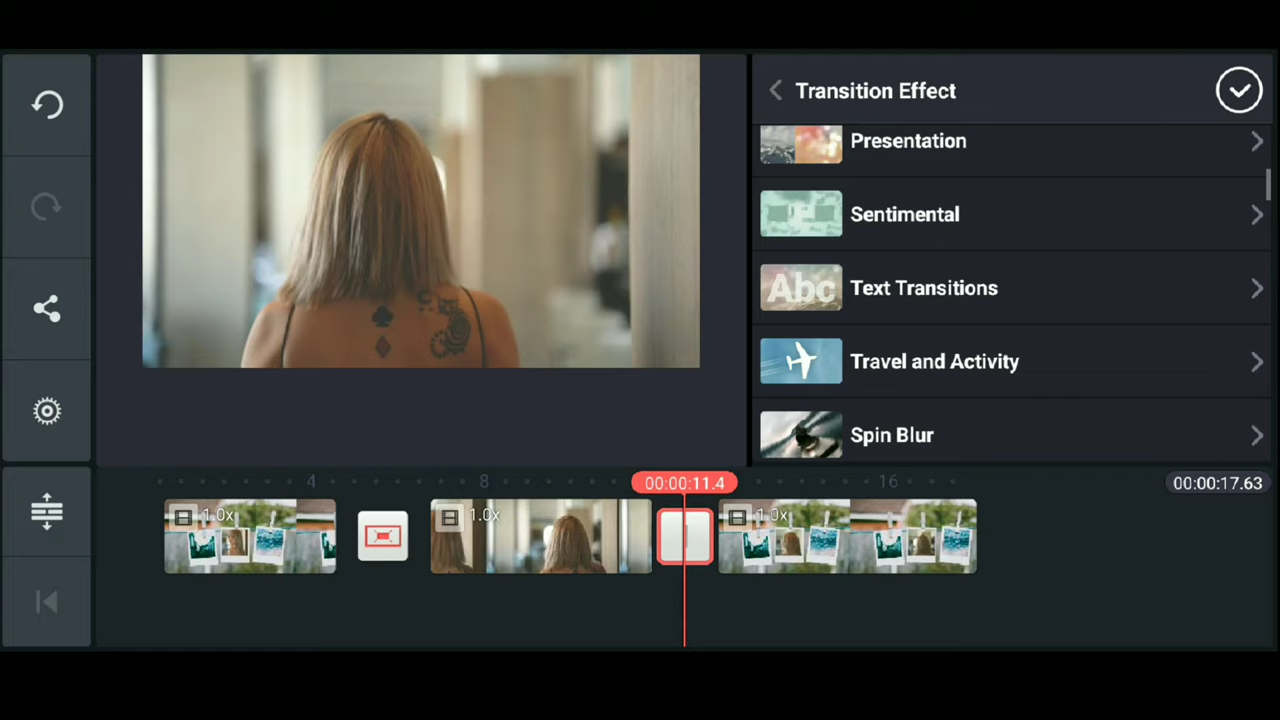 Transition Effect
Presentation
Sentimental
Abc
Text Transitions
Travel and Activity
Spin Blur
4
8
00:00:11.4
16
00:00:17.63
1.0x
1.0x
1.0x